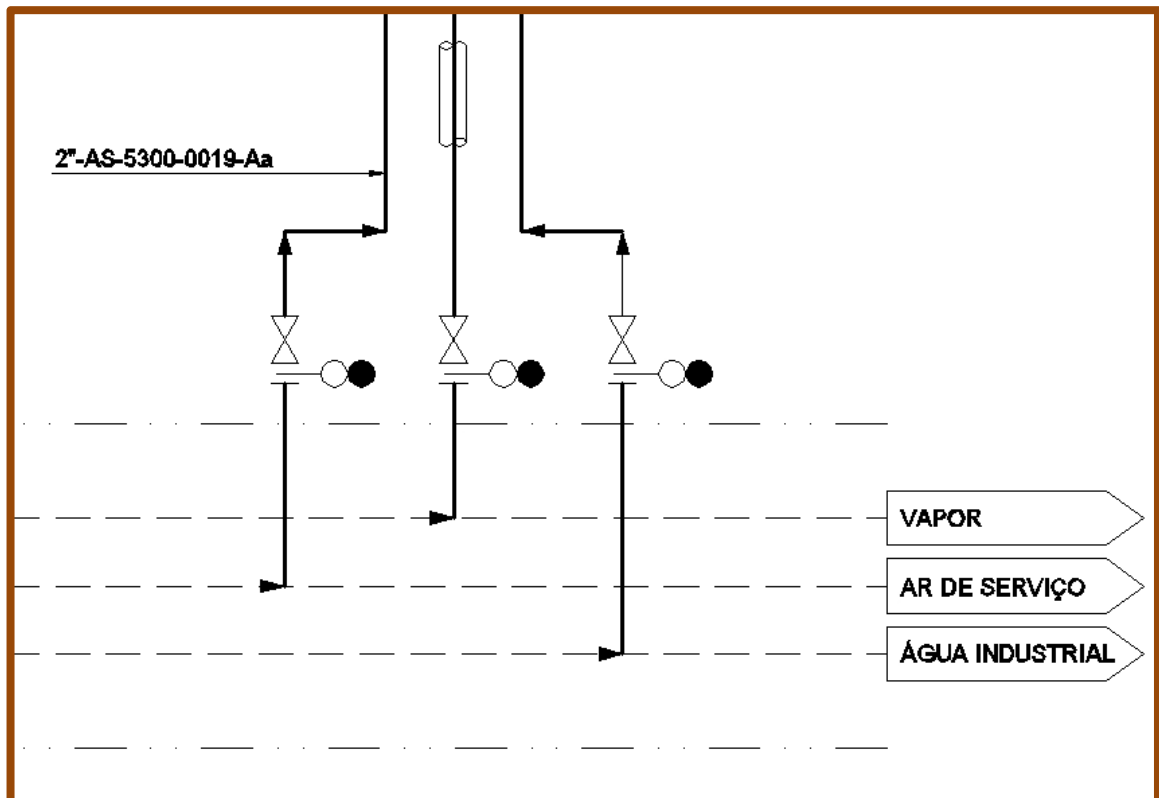 2"-AS-5300-0019-Aa
VAPOR
AR DE SERVIÇO
ÁGUA INDUSTRIAL